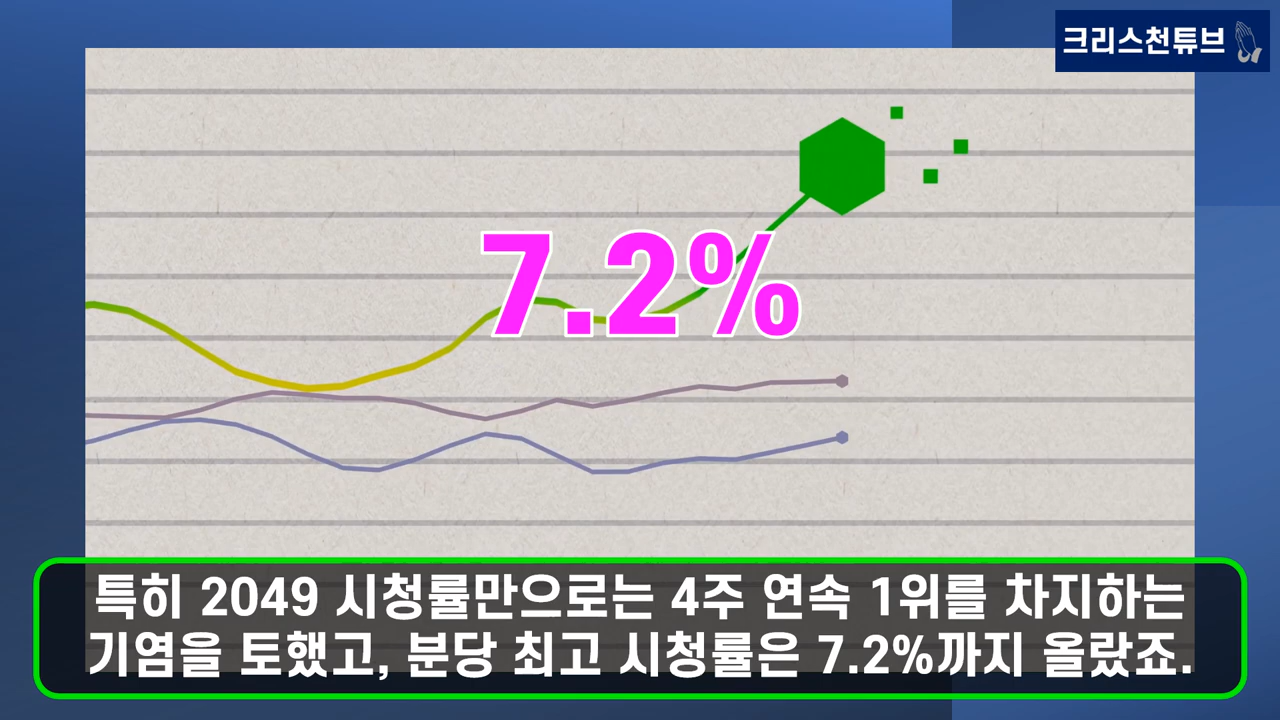 크리스천튜브
7.2%
특히 2049 시청률만으로는 4주 연속 1위를 차지하는
기염을 토했고, 분당 최고 시청률은 7.2%까지 올랐죠.